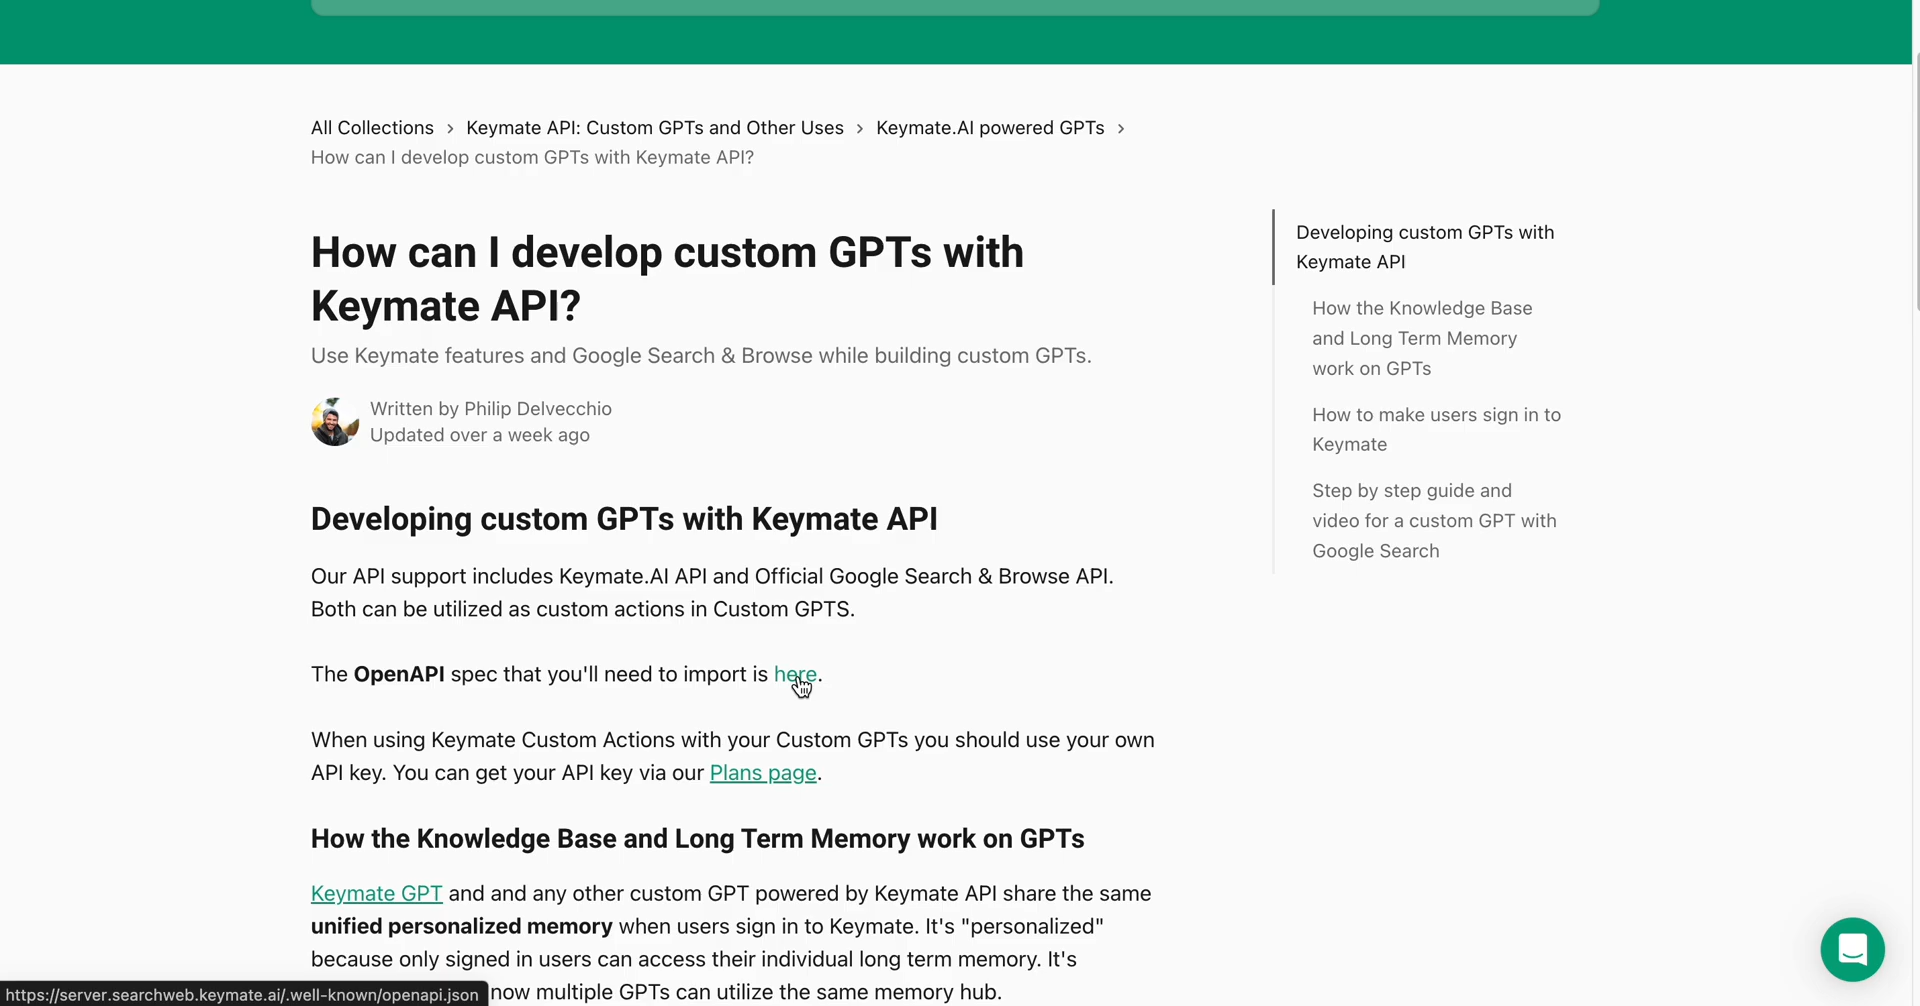 All Collections > Keymate API: Custom GPTs and Other Uses > Keymate.AI powered GPTs >
How can I develop custom GPTs with Keymate API?
How can I develop custom GPTs with
Keymate API?
Use Keymate features and Google Search & Browse while building custom GPTs.
Written by Philip Delvecchio
Updated over a week ago
Developing custom GPTs with Keymate API
Our API support includes Keymate.AI API and Official Google Search & Browse API.
Both can be utilized as custom actions in Custom GPTS.
The OpenAPI spec that you'll need to import is here.
When using Keymate Custom Actions with your Custom GPTs you should use your own
API key. You can get your API key via our Plans page.
How the Knowledge Base and Long Term Memory work on GPTs
Keymate GPT and and any other custom GPT powered by Keymate API share the same
unified personalized memory when users sign in to Keymate. It's "personalized"
because only signed in users can access their individual long term memory. It's
now multiple GPTs can utilize the same memory hub.
Developing custom GPTs with
Keymate API
How the Knowledge Base
and Long Term Memory
work on GPTs
How to make users sign in to
Keymate
Step by step guide and
video for a custom GPT with
Google Search
https://server.searchweb.keymate.ai/.well-known/openapi.json